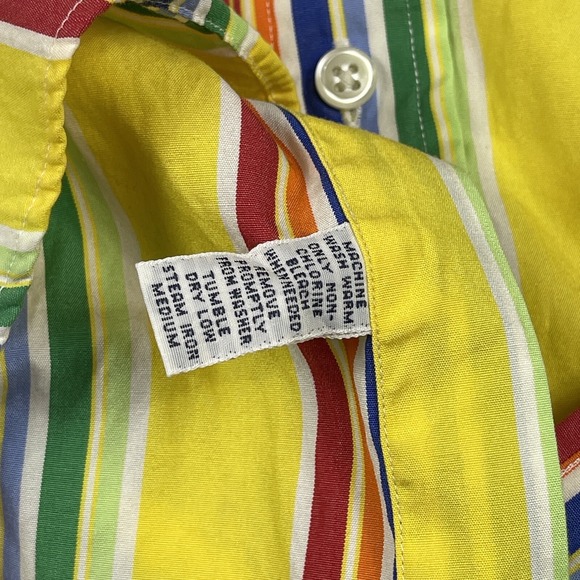 MACHINE
WASH WARM
ONLY NON-
CHLORINE
BLEACH
WHEN NEEDED
REMOVE
PROMPTLY
FROM WASHER
TUMBLE
DRY LOW
STEAM IRON
MEDIUM